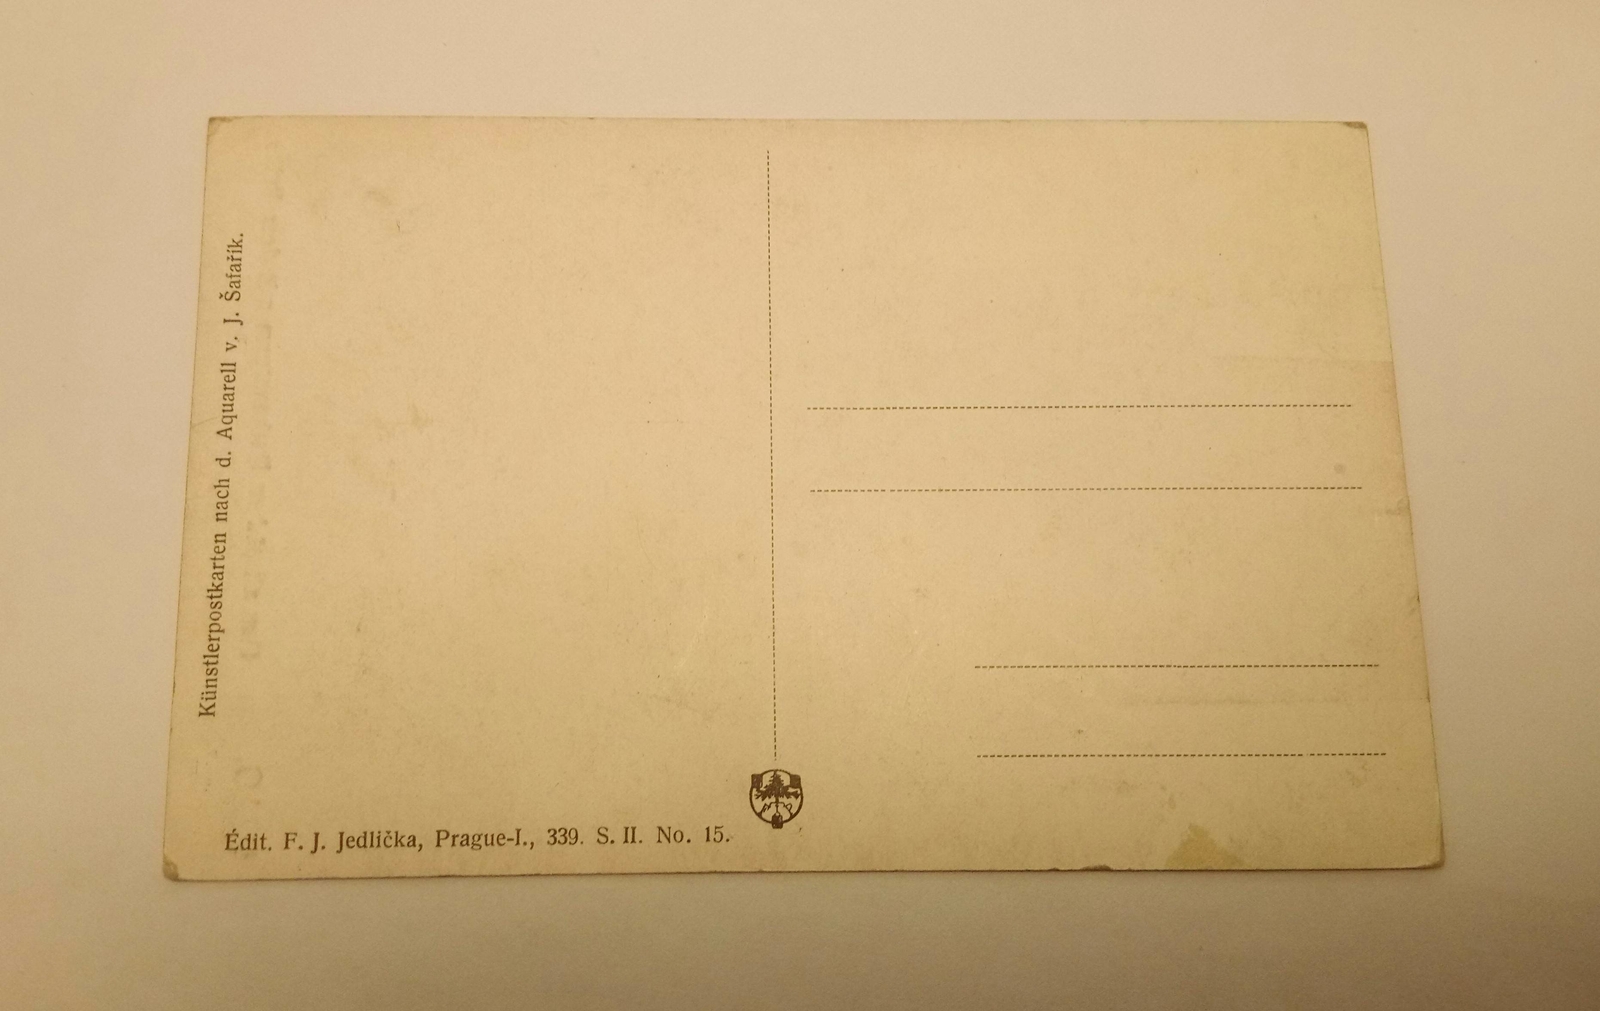 Künstlerpostkarten nach d. Aquarell v. J. Šafařík.
Édit. F. J. Jedlička, Prague-I., 339. S. II. No. 15.